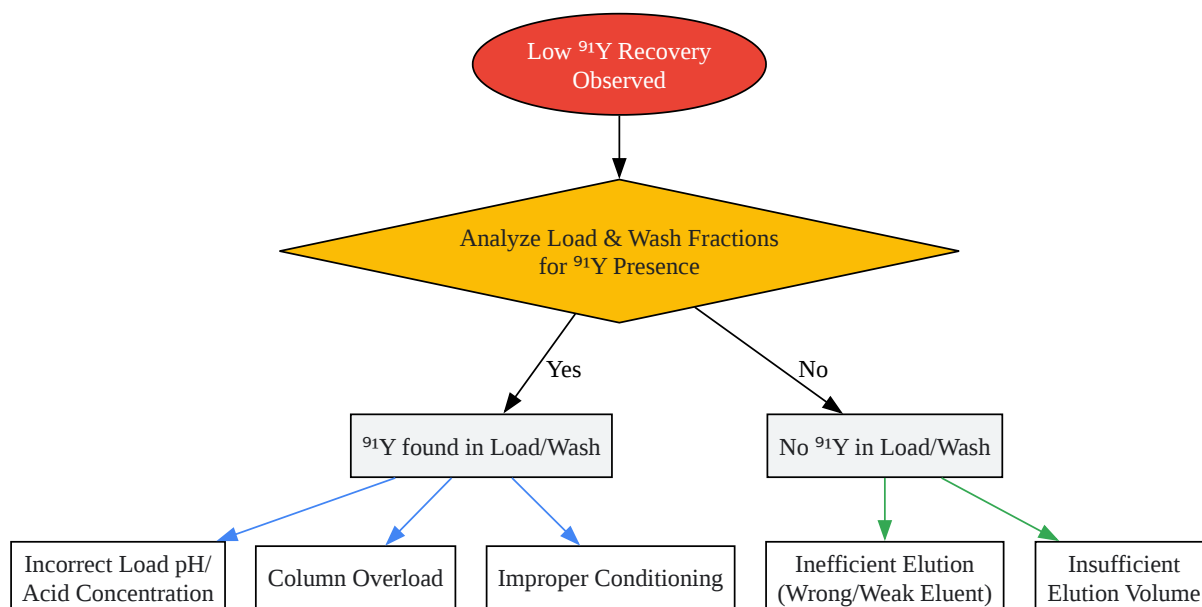 Low ⁹¹Y Recovery
Observed
Analyze Load & Wash Fractions
for ⁹¹Y Presence
Yes
No
⁹¹Y found in Load/Wash
No ⁹¹Y in Load/Wash
Incorrect Load pH/
Acid Concentration
Column Overload
Improper Conditioning
Inefficient Elution
(Wrong/Weak Eluent)
Insufficient
Elution Volume